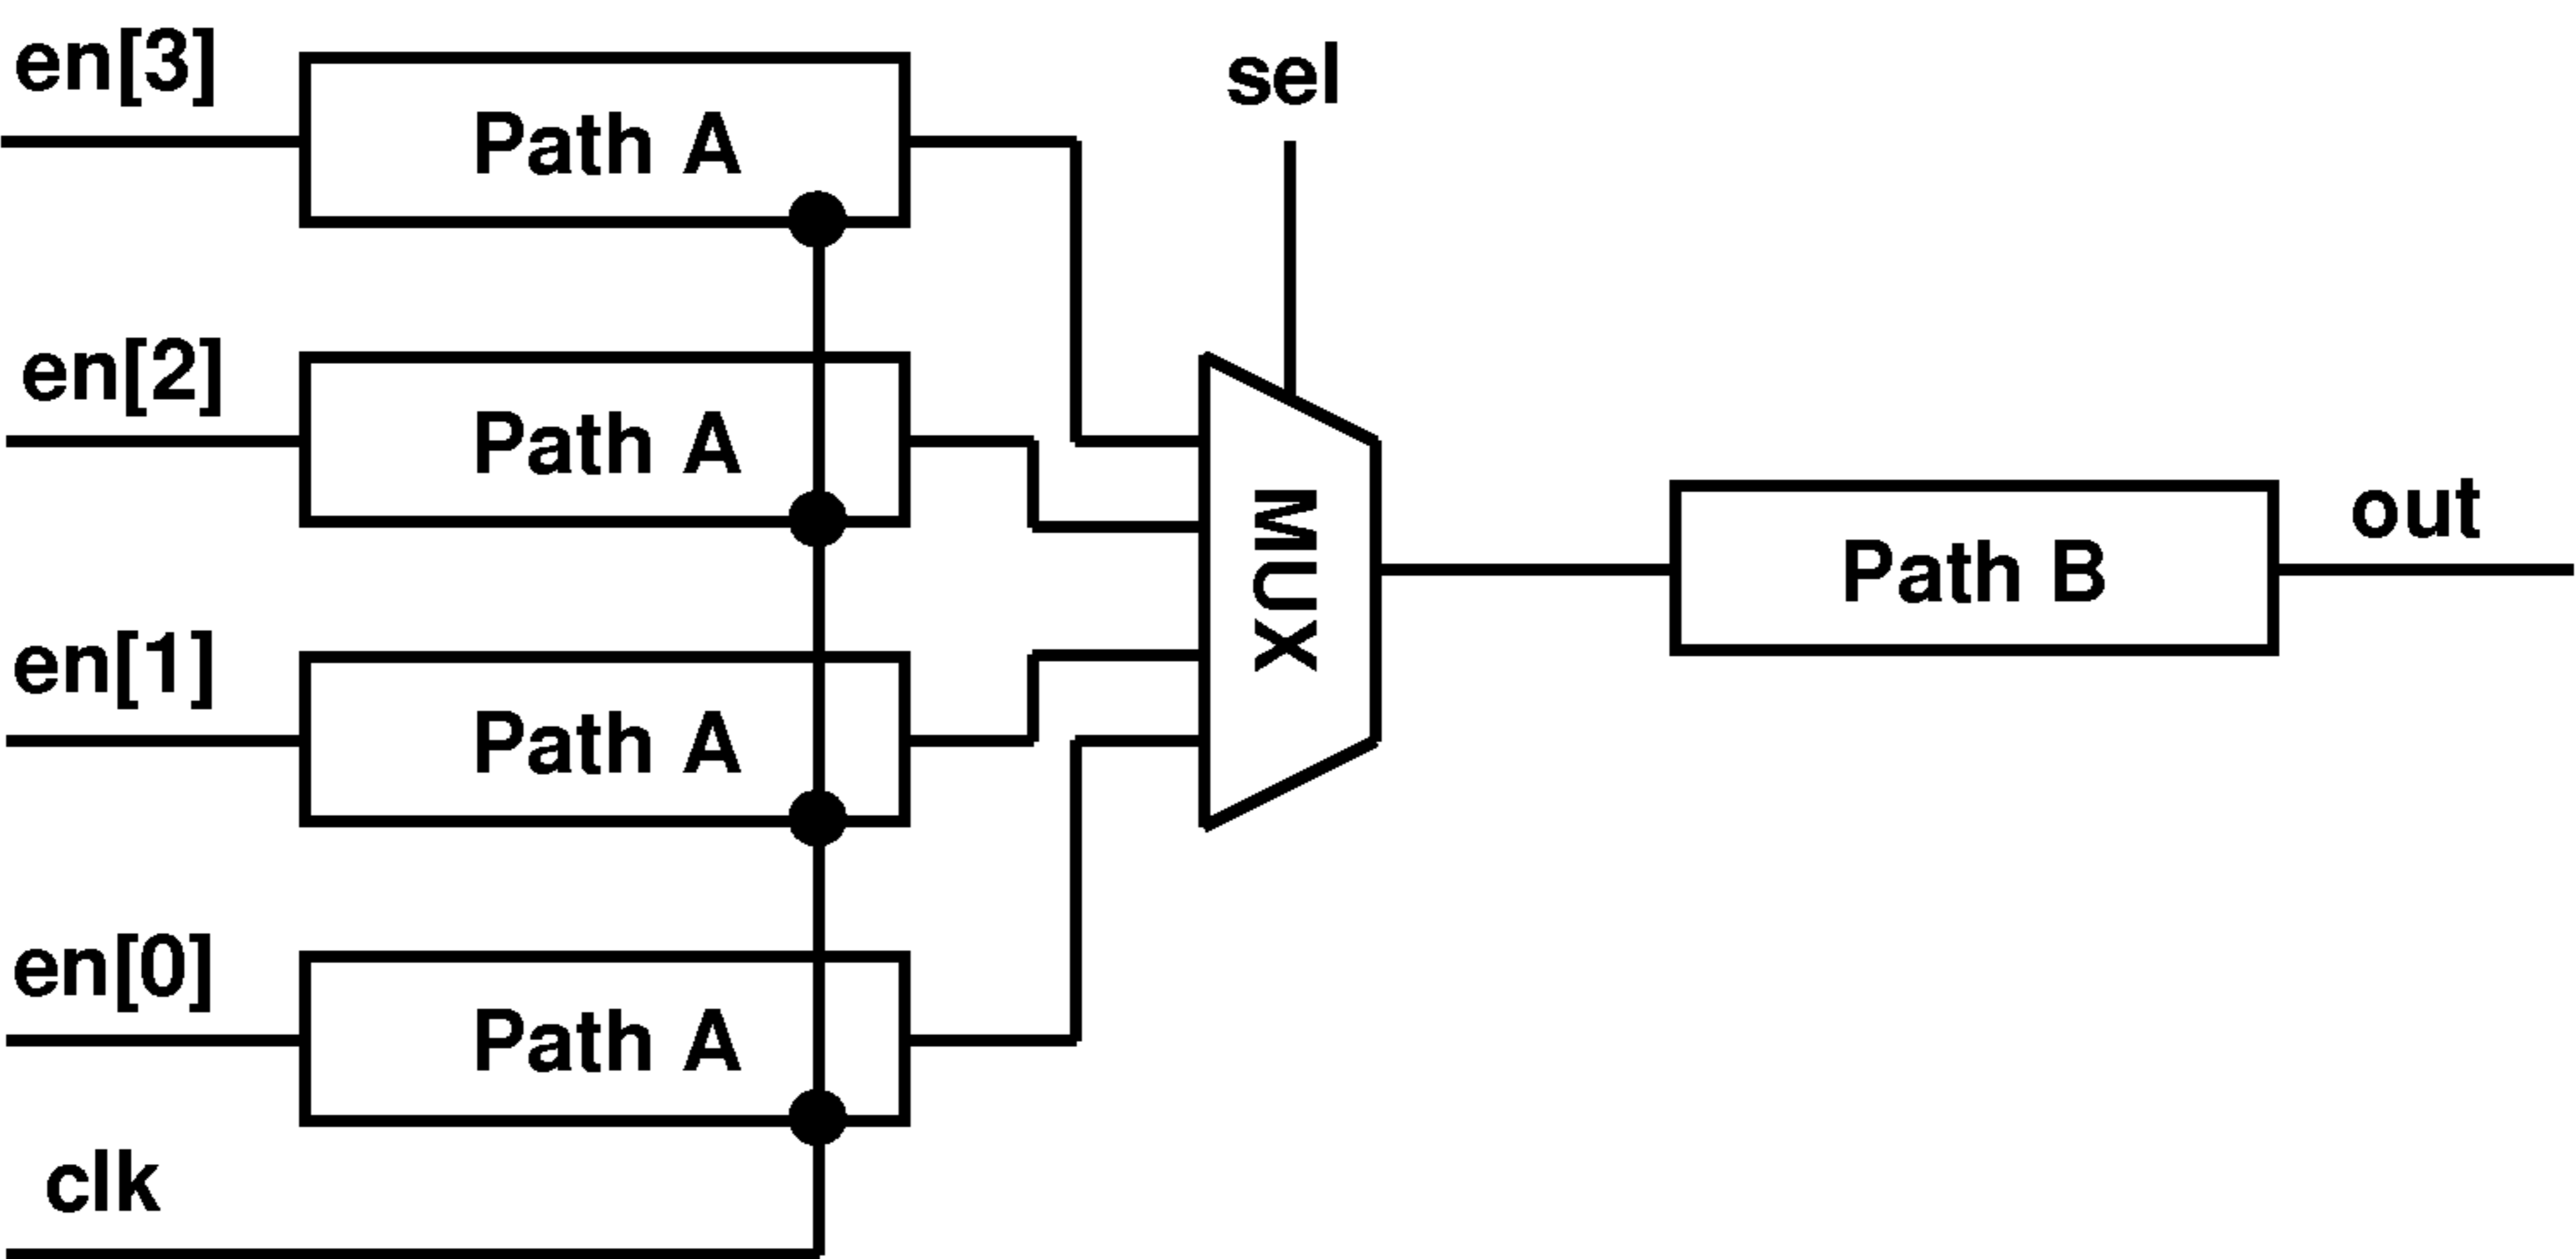 en[3]
Path A
sel
en[2]
Path A
MUX
out
Path B
en[1]
Path A
en[0]
Path A
clk